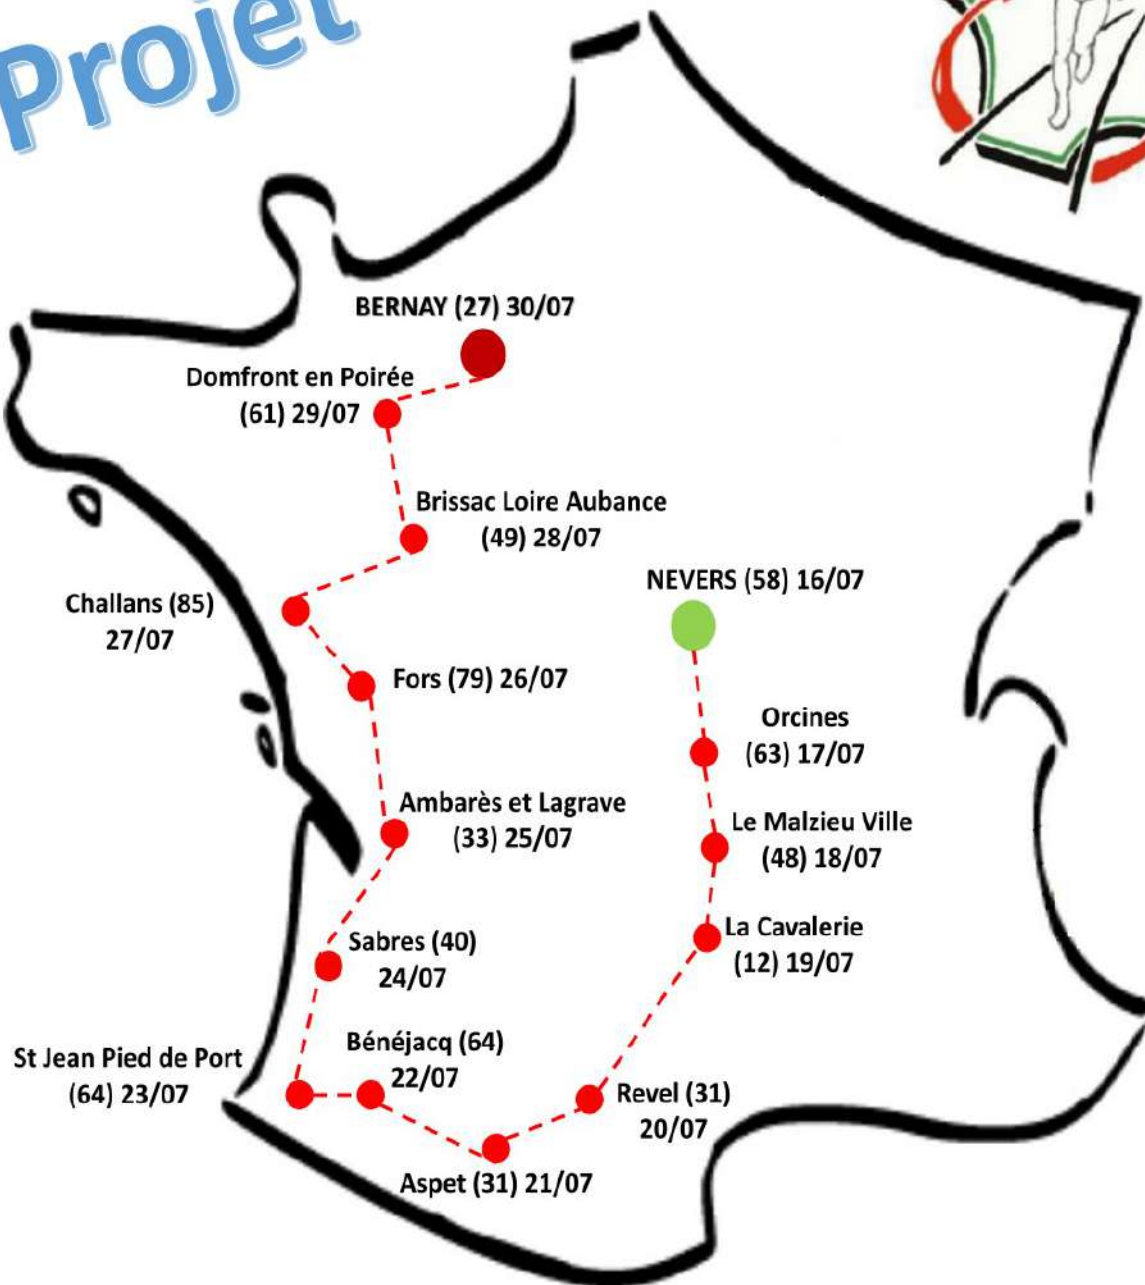 Projet
BERNAY (27) 30/07
Domfront en Poirée
(61) 29/07
Brissac Loire Aubance
(49) 28/07
NEVERS (58) 16/07
Challans (85)
27/07
Fors (79) 26/07
Orcines
(63) 17/07
Ambarès et Lagrave
(33) 25/07
Le Malzieu Ville
(48) 18/07
La Cavalerie
(12) 19/07
Sabres (40)
24/07
Bénéjacq (64)
22/07
St Jean Pied de Port
(64) 23/07
Revel (31)
20/07
Aspet (31) 21/07